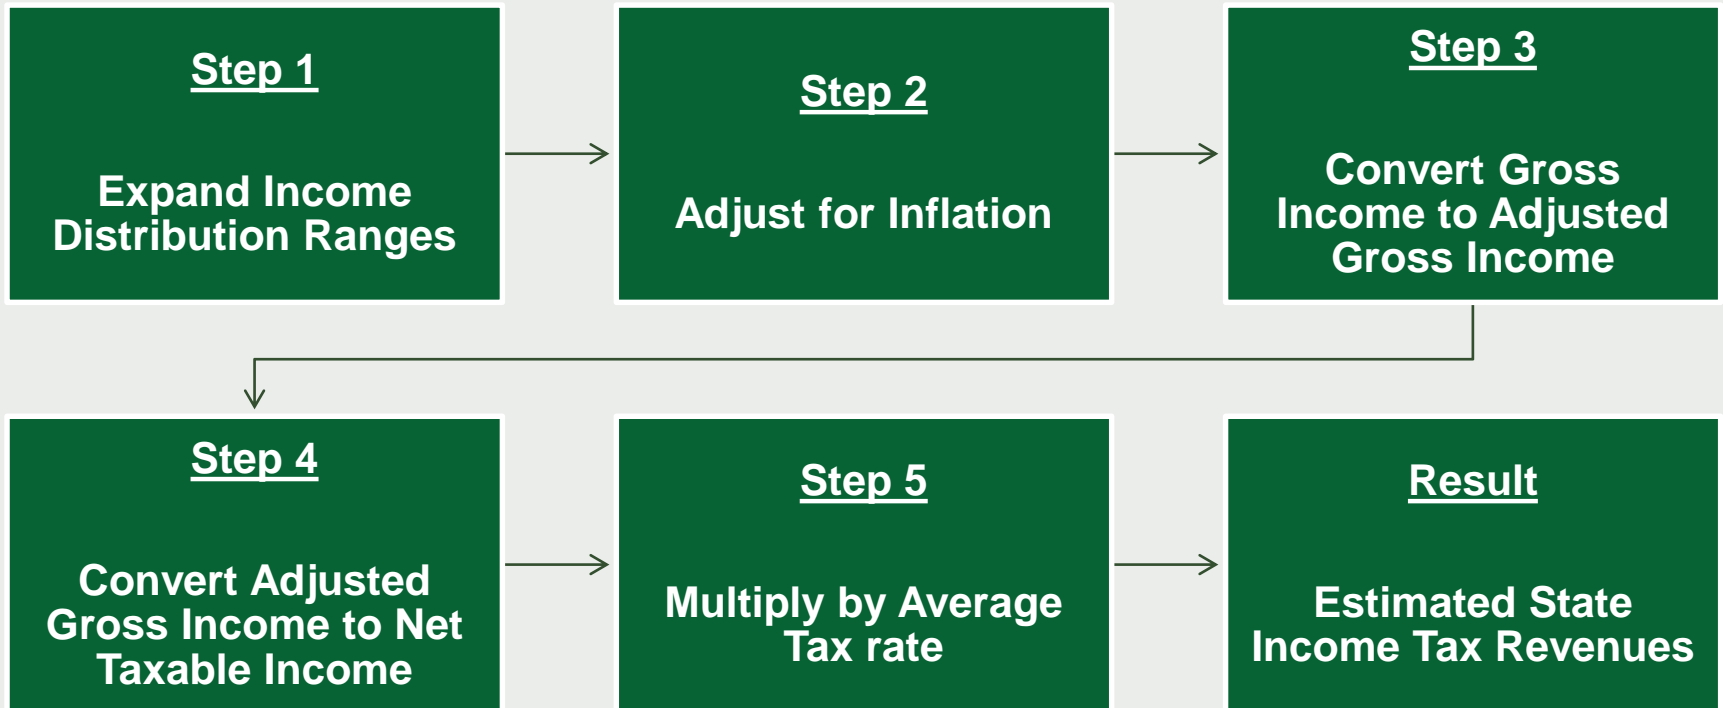 Step 1
Expand Income
Distribution Ranges
Step 2
Adjust for Inflation
Step 3
Convert Gross
Income to Adjusted
Gross Income
Step 4
Convert Adjusted
Gross Income to Net
Taxable Income
Step 5
Multiply by Average
Tax rate
Result
Estimated State
Income Tax Revenues